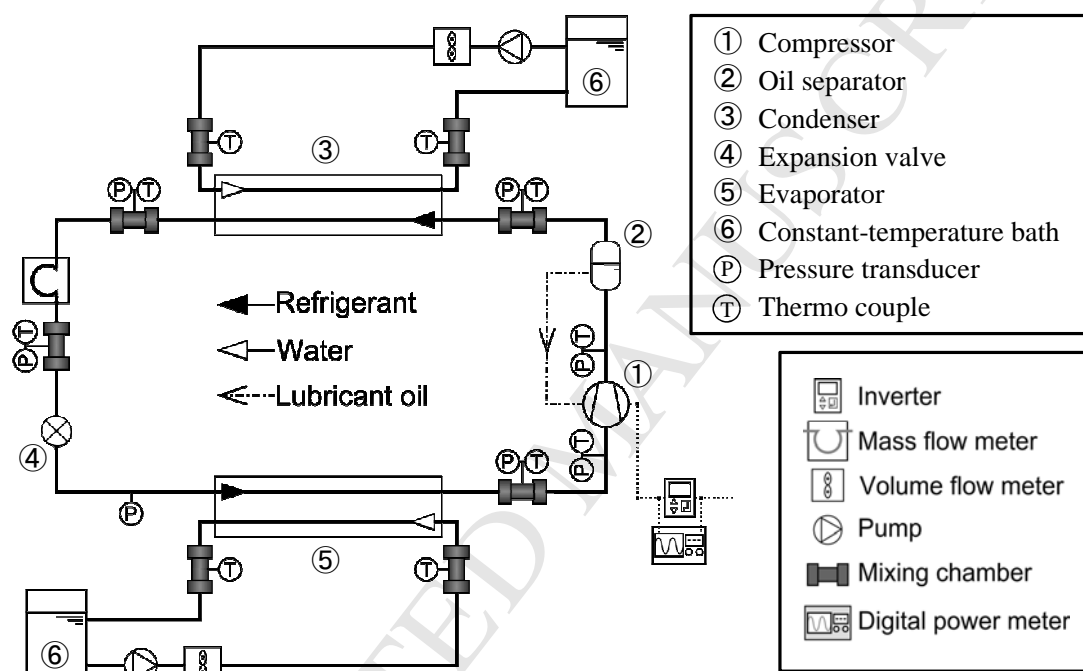 ① Compressor
② Oil separator
③ Condenser
④ Expansion valve
⑤ Evaporator
⑥ Constant-temperature bath
Ⓟ Pressure transducer
Ⓣ Thermo couple
Inverter
Mass flow meter
Volume flow meter
Pump
Mixing chamber
Digital power meter
⑥
T
③
T
P T
P T
②
Refrigerant
Water
Lubricant oil
P T
P T
①
④
P T
P T
P
T
⑤
T
⑥
TED MANUSCR